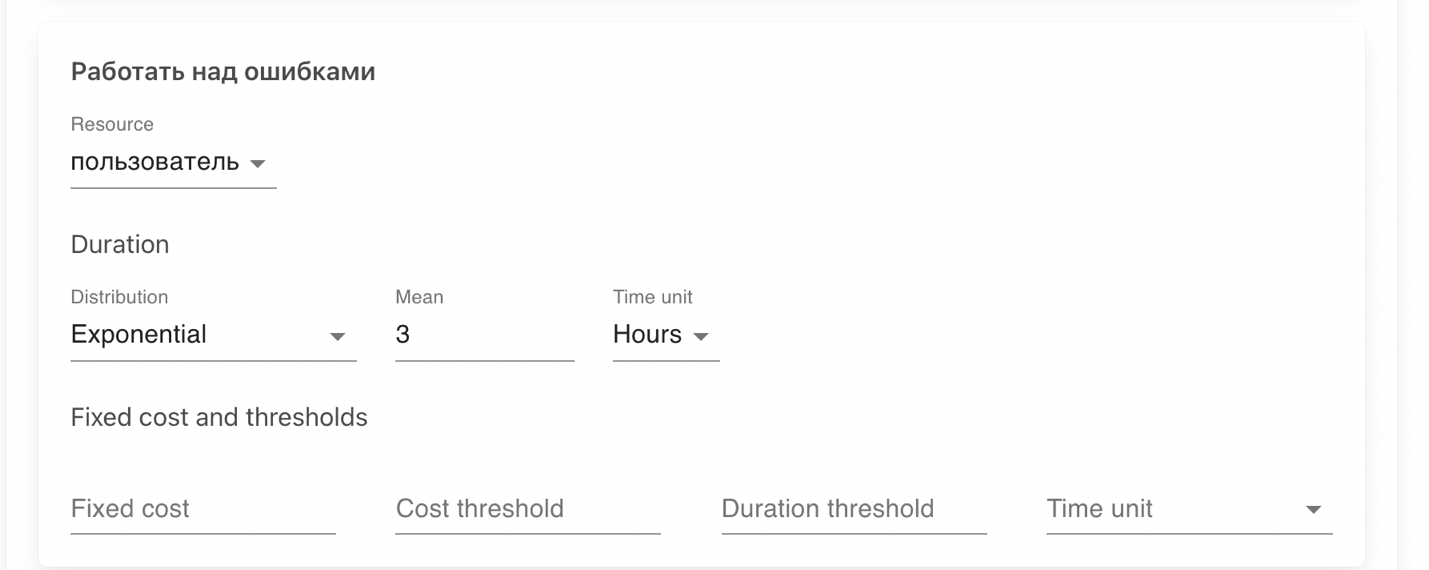 Работать над ошибками
Resource
пользователь
Duration
Distribution Mean Time unit
Exponential 3 Hours
Fixed cost and thresholds
Fixed cost Cost threshold Duration threshold Time unit